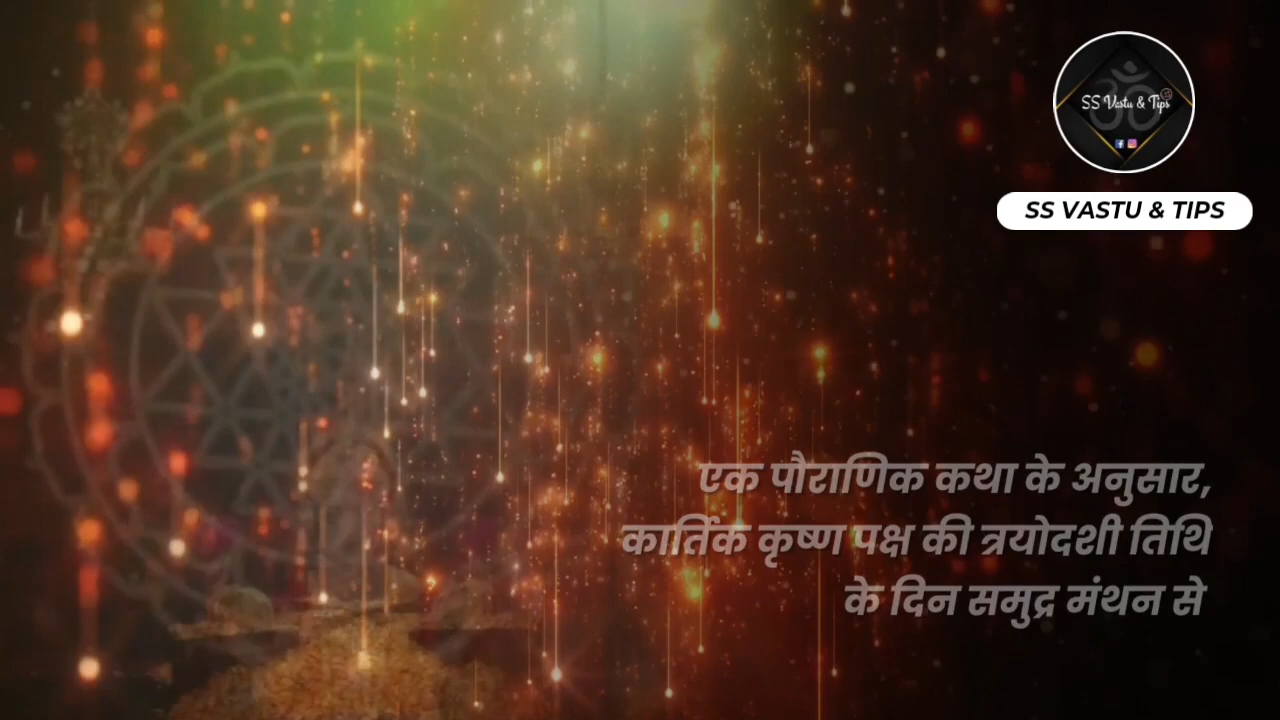 SS Vastu & Tips
SS VASTU & TIPS
एक पौराणिक कथा के अनुसार,
कार्तिक कृष्ण पक्ष की त्रयोदशी तिथि
के दिन समुद्र मंथन से